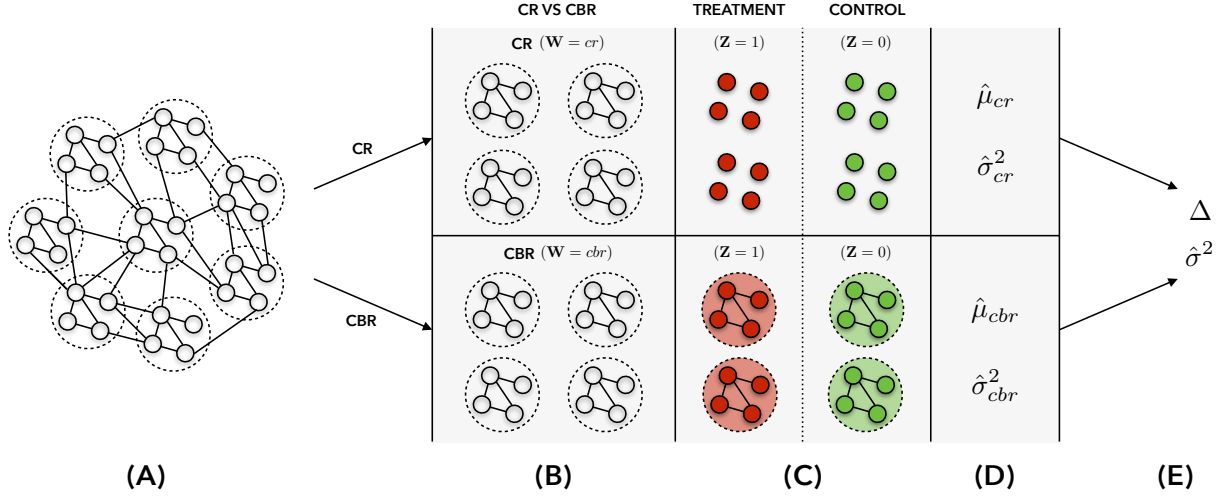 CR VS CBR
TREATMENT
CONTROL
CR (W = cr)
(Z = 1)
(Z = 0)
μ̂_cr
σ̂²_cr
CR
CBR
CBR (W = cbr)
(Z = 1)
(Z = 0)
μ̂_cbr
σ̂²_cbr
Δ
σ̂²
(A)
(B)
(C)
(D)
(E)